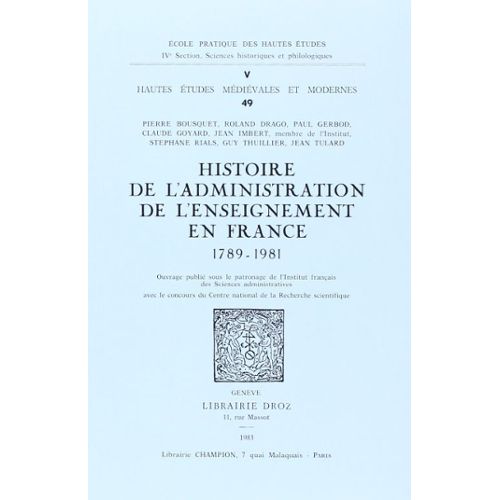 ÉCOLE PRATIQUE DES HAUTES ÉTUDES
IVe Section, Sciences historiques et philologiques
V
HAUTES ÉTUDES MÉDIÉVALES ET MODERNES
49
PIERRE BOUSQUET, ROLAND DRAGO, PAUL GERBOD,
CLAUDE GOYARD, JEAN IMBERT, membre de l'Institut,
STEPHANE RIALS, GUY THUILLIER, JEAN TULARD
HISTOIRE
DE L'ADMINISTRATION
DE L'ENSEIGNEMENT
EN FRANCE
1789-1981
Ouvrage publié sous le patronage de l'Institut français
des Sciences administratives
avec le concours du Centre national de la Recherche scientifique
GENÈVE
LIBRAIRIE DROZ
11, rue Massot
1983
Librairie CHAMPION, 7 quai Malaquais - PARIS